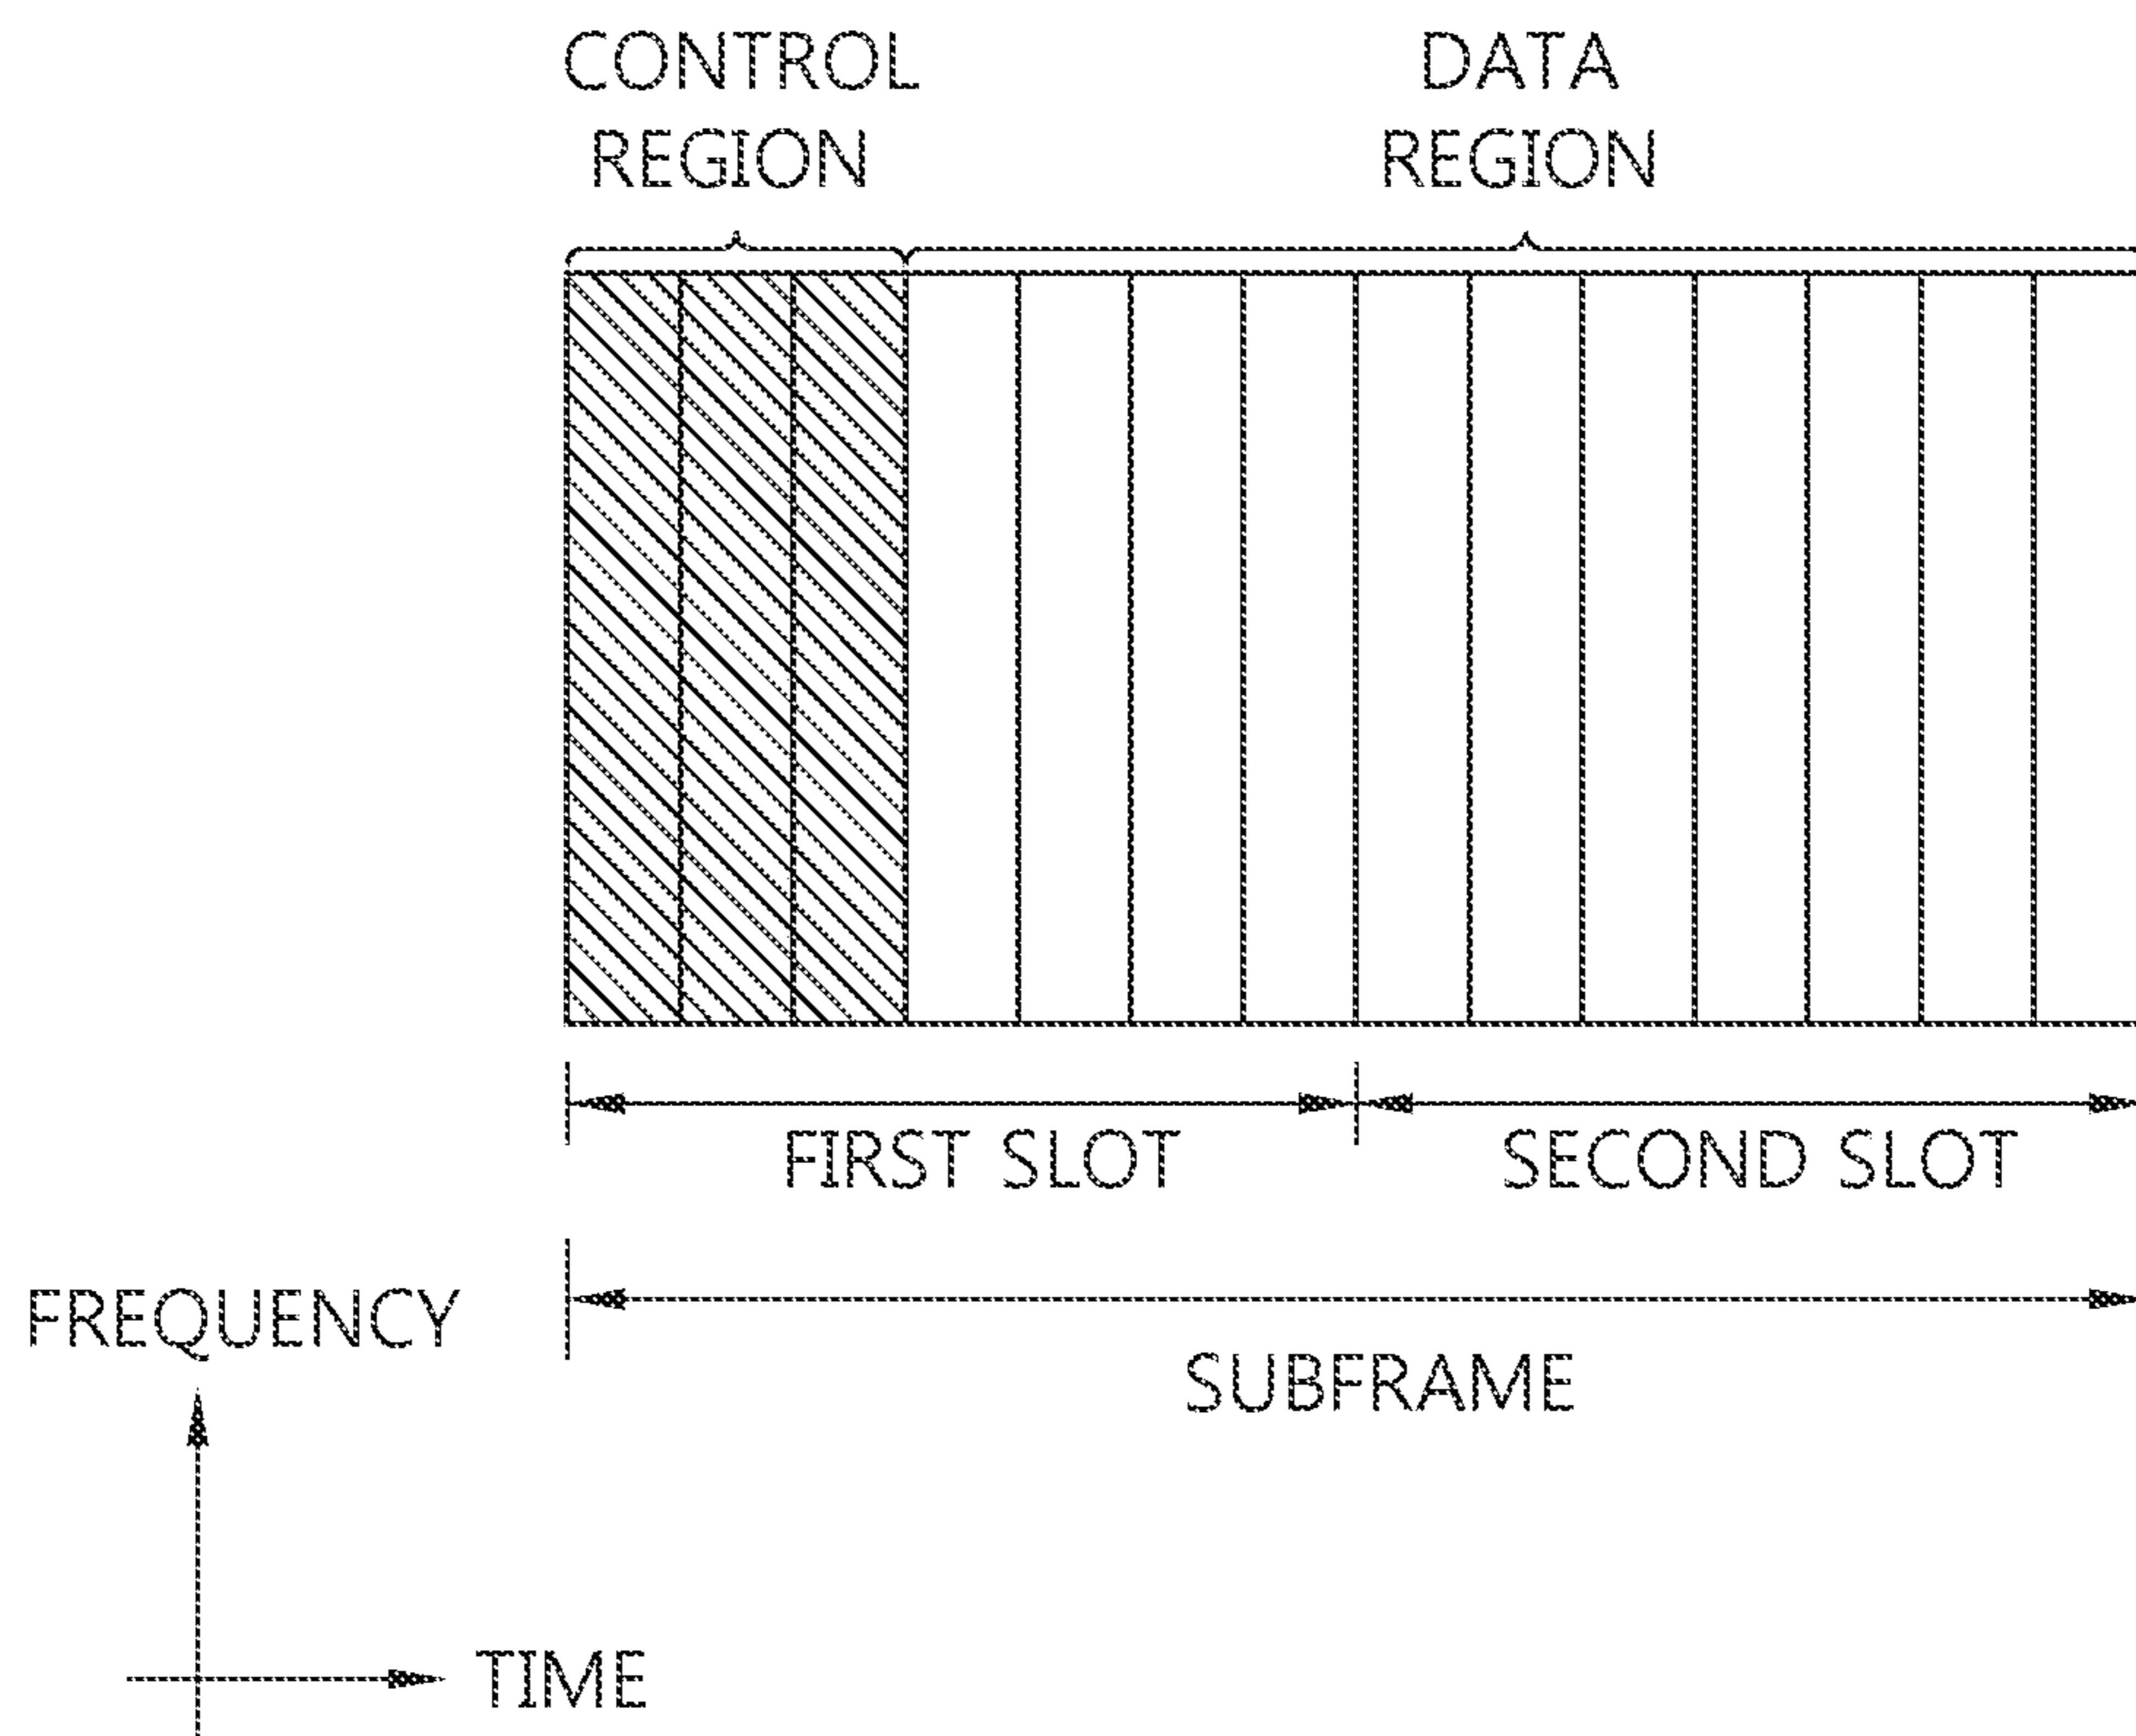 CONTROL
REGION
DATA
REGION
FIRST SLOT
SECOND SLOT
SUBFRAME
FREQUENCY
TIME